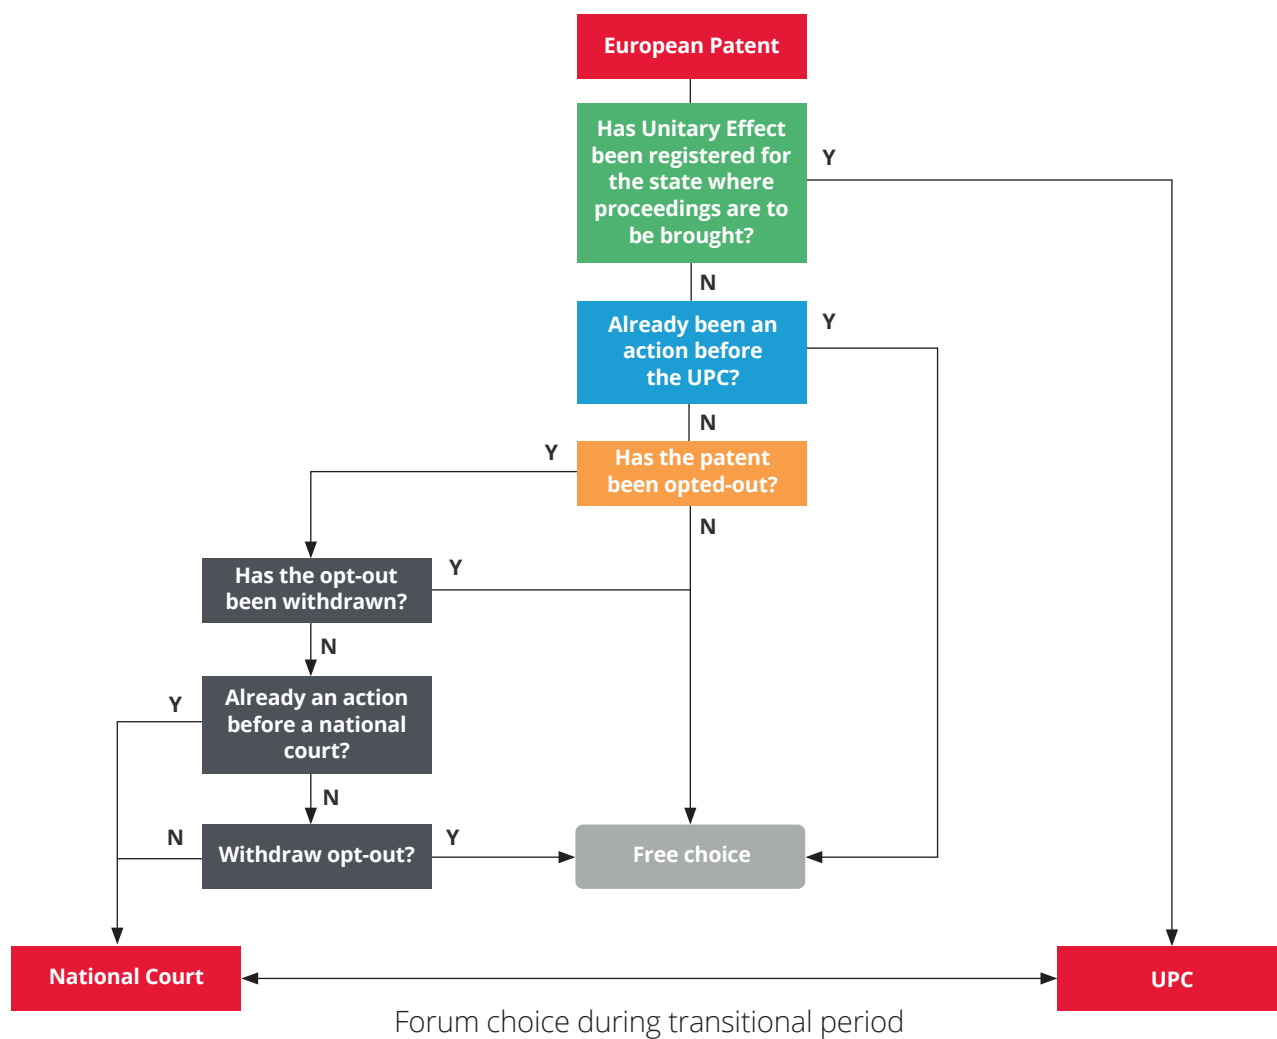 European Patent
Has Unitary Effect
been registered for
the state where
proceedings are to
be brought?
Y
N
Already been an
action before
the UPC?
Y
N
Has the patent
been opted-out?
Y
N
Has the opt-out
been withdrawn?
Y
N
Already an action
before a national
court?
Y
N
Withdraw opt-out?
N
Y
Free choice
National Court
UPC
Forum choice during transitional period